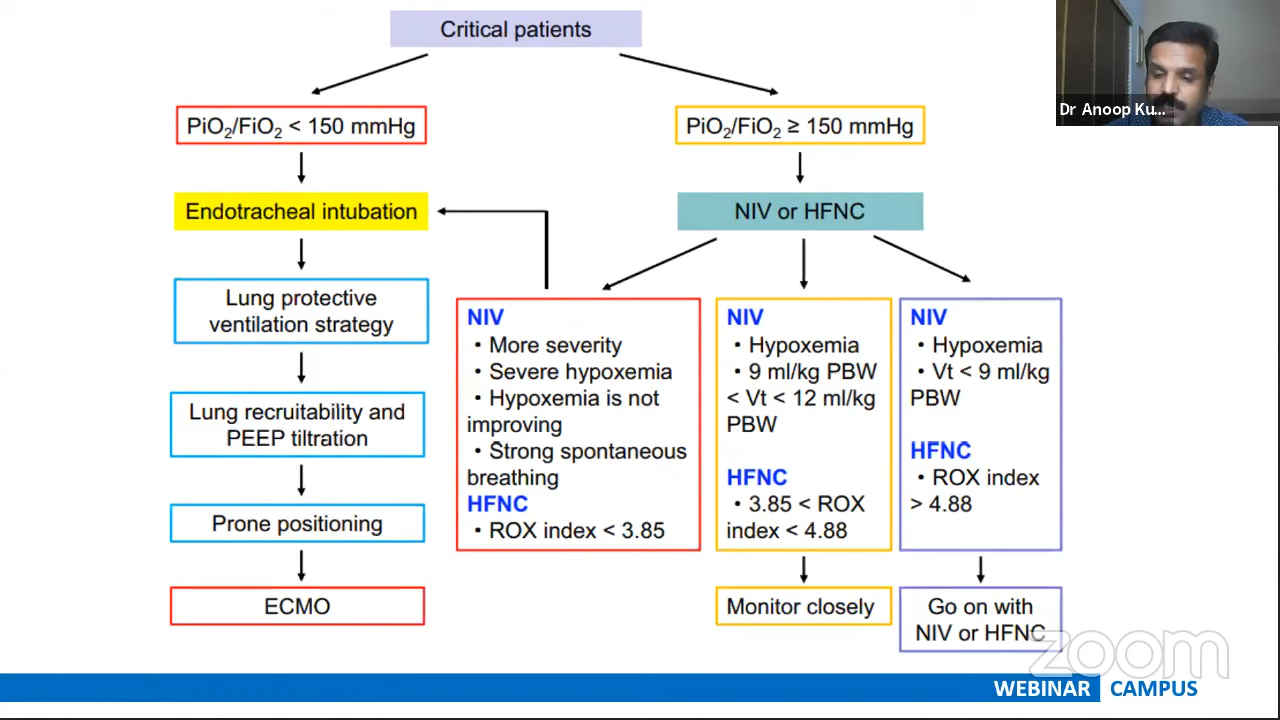 Critical patients
PiO2/FiO2 < 150 mmHg
PiO2/FiO2 ≥ 150 mmHg
Endotracheal intubation
NIV or HFNC
Lung protective
ventilation strategy
Lung recruitability and
PEEP tiltration
Prone positioning
ECMO
NIV
• More severity
• Severe hypoxemia
• Hypoxemia is not
improving
• Strong spontaneous
breathing
HFNC
• ROX index < 3.85
NIV
• Hypoxemia
• 9 ml/kg PBW
< Vt < 12 ml/kg
PBW
HFNC
• 3.85 < ROX
index < 4.88
Monitor closely
NIV
• Hypoxemia
• Vt < 9 ml/kg
PBW
HFNC
• ROX index
> 4.88
Go on with
NIV or HFNC
Dr Anoop Ku...
zoom
WEBINAR CAMPUS